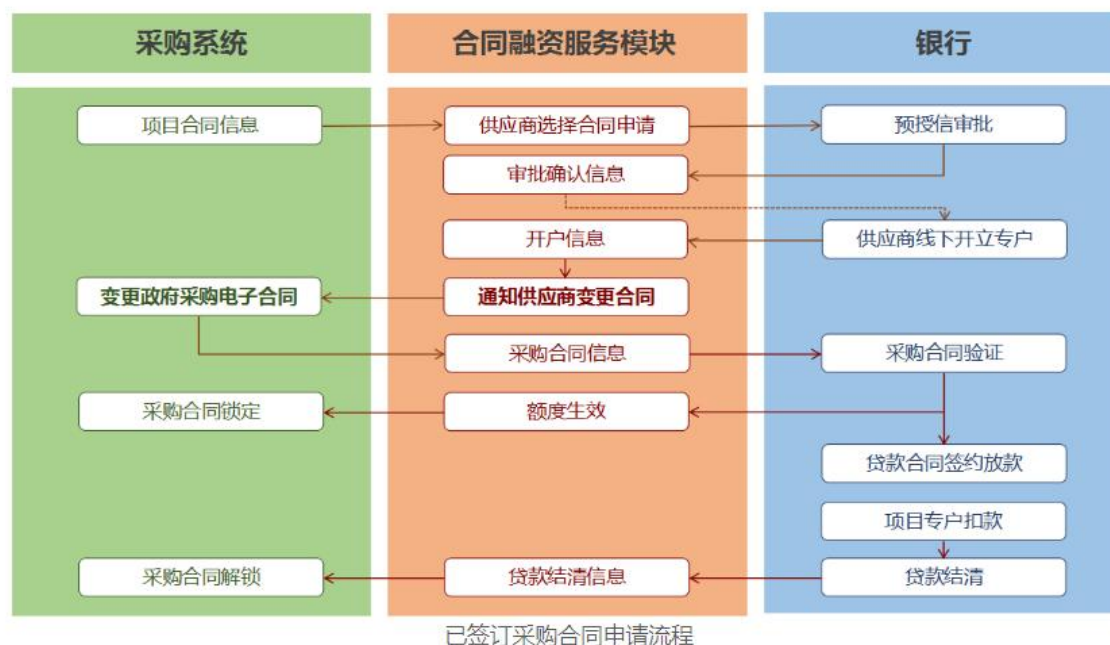 采购系统
合同融资服务模块
银行
项目合同信息
供应商选择合同申请
预授信审批
审批确认信息
开户信息
供应商线下开立专户
变更政府采购电子合同
通知供应商变更合同
采购合同信息
采购合同验证
采购合同锁定
额度生效
贷款合同签约放款
项目专户扣款
采购合同解锁
贷款结清信息
贷款结清
已签订采购合同申请流程